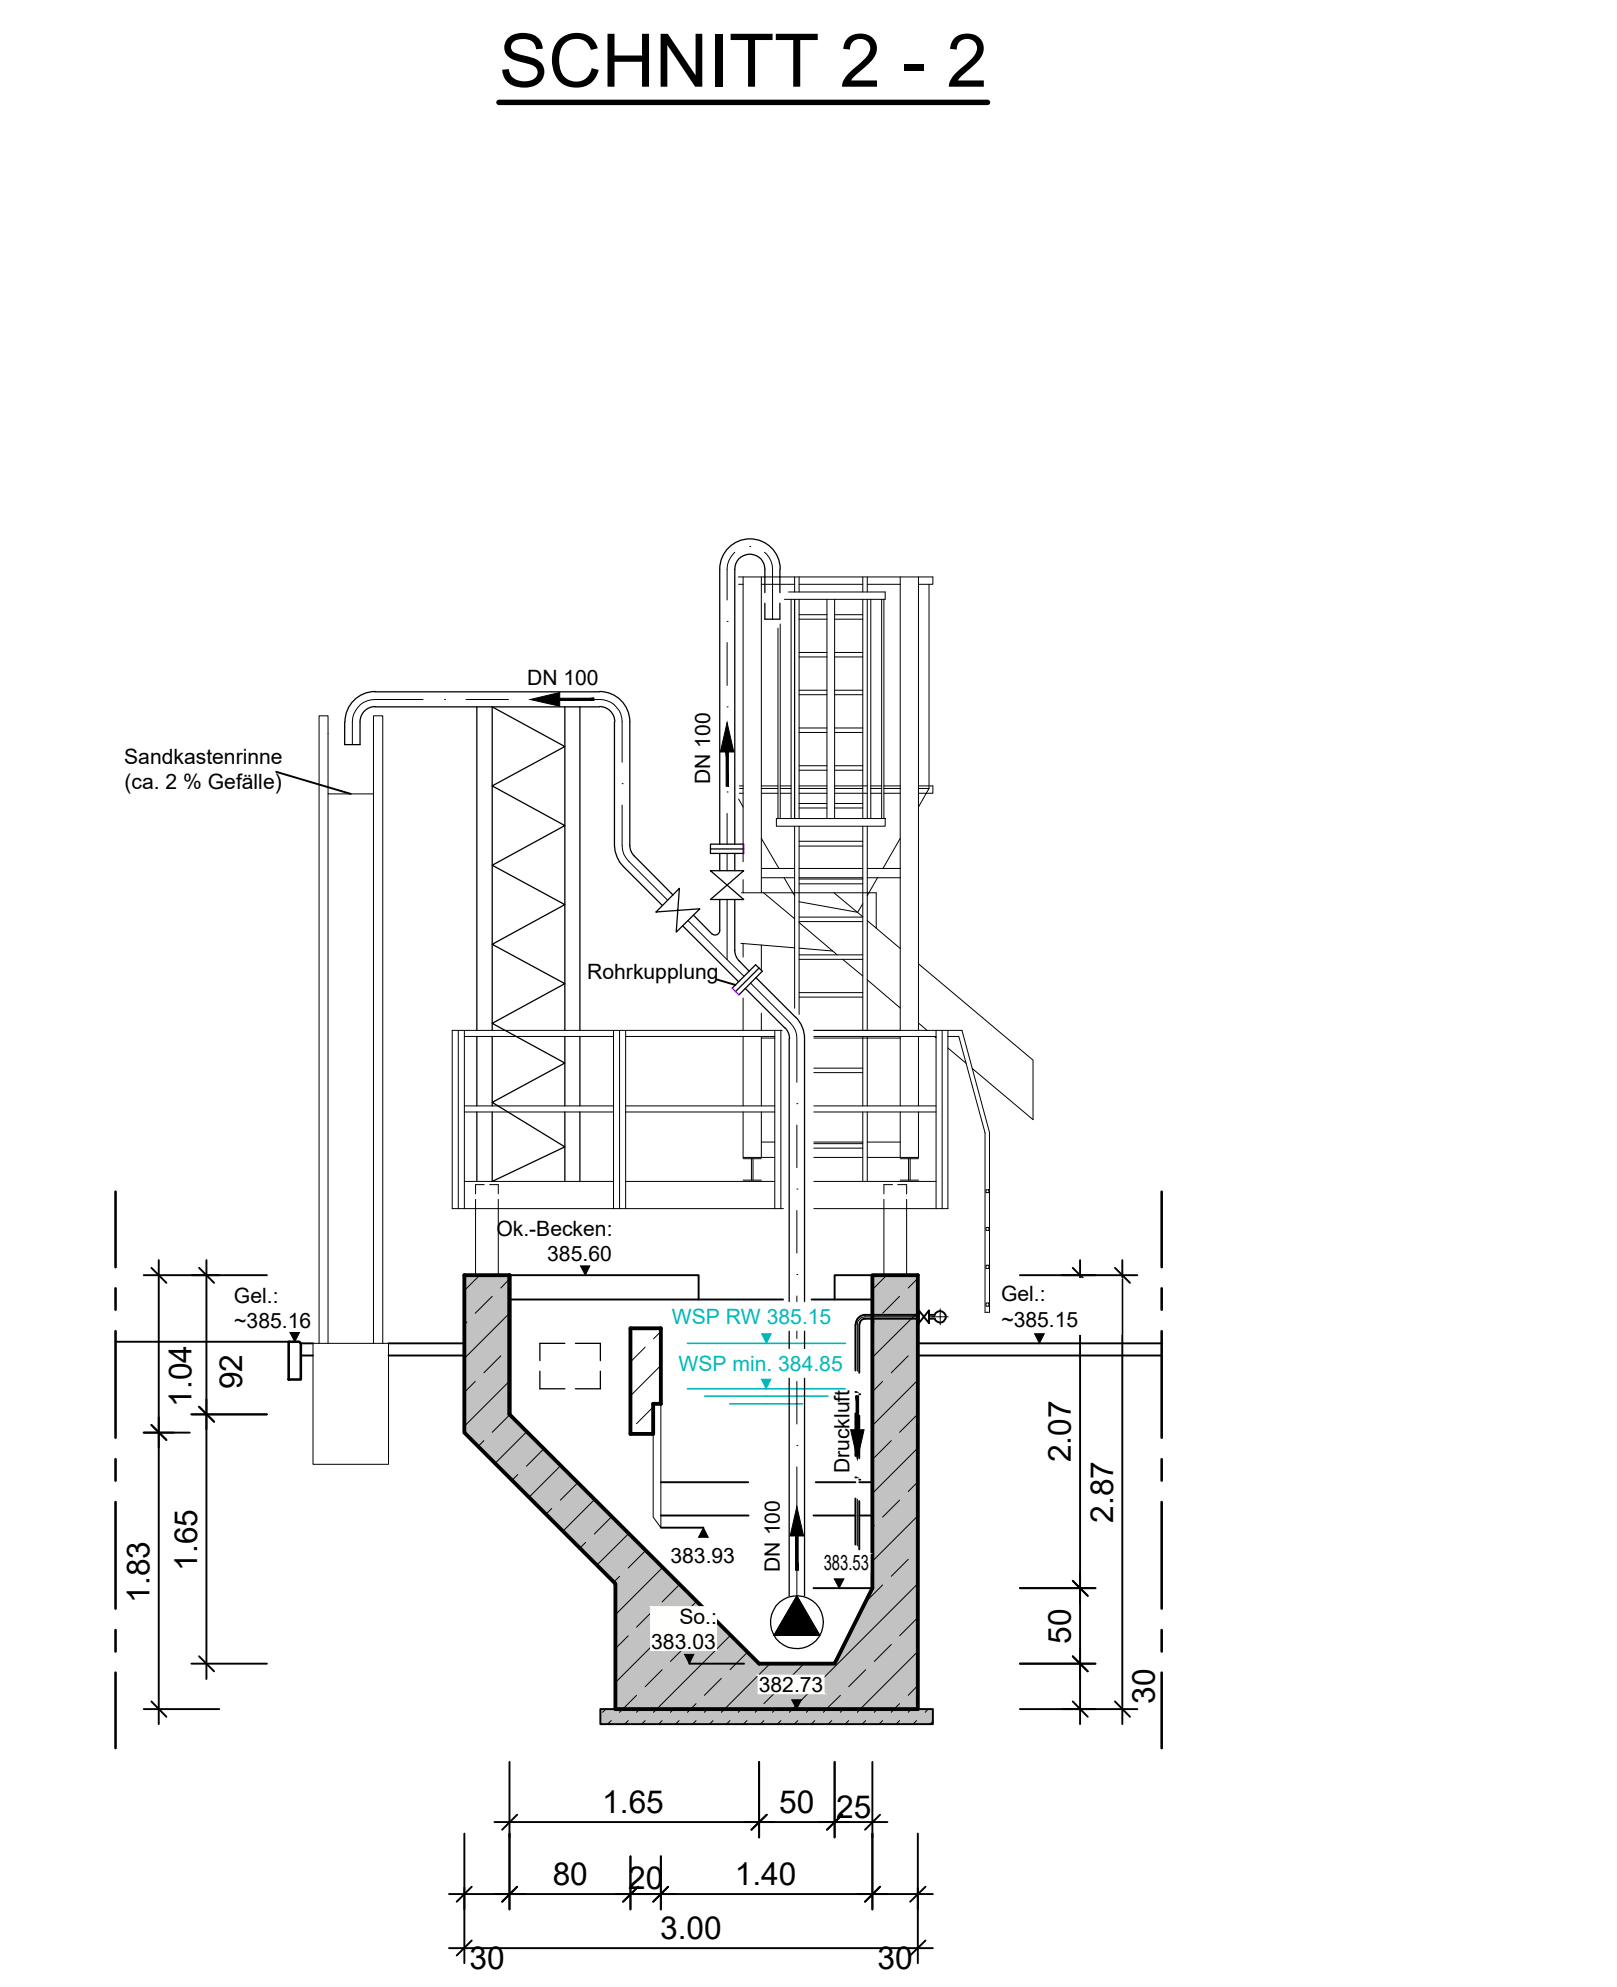 SCHNITT 2 - 2
DN 100
DN 100
Sandkastenrinne
(ca. 2 % Gefälle)
Rohrkupplung
Ok.-Becken:
385.60
Gel.:
~385.16
Gel.:
~385.15
WSP RW 385.15
WSP min. 384.85
1.04
92
Druckluft
2.07
2.87
1.83
1.65
DN 100
383.93
383.53
So.:
383.03
50
30
382.73
1.65
50
25
80
20
1.40
3.00
30
30